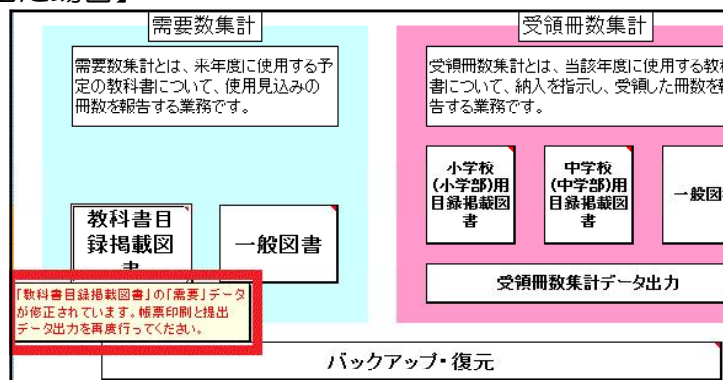 需要数集計
需要数集計とは、来年度に使用する予
定の教科書について、使用見込みの
冊数を報告する業務です。
教科書目
録掲載図
書
一般図書
「教科書目録掲載図書」の「需要」データ
が修正されています。帳票印刷と提出
データ出力を再度行ってください。
受領冊数集計
受領冊数集計とは、当該年度に使用する教科
書について、納入を指示し、受領した冊数を報
告する業務です。
小学校
(小学部)用
目録掲載図
書
中学校
(中学部)用
目録掲載図
書
一般図
受領冊数集計データ出力
バックアップ・復元